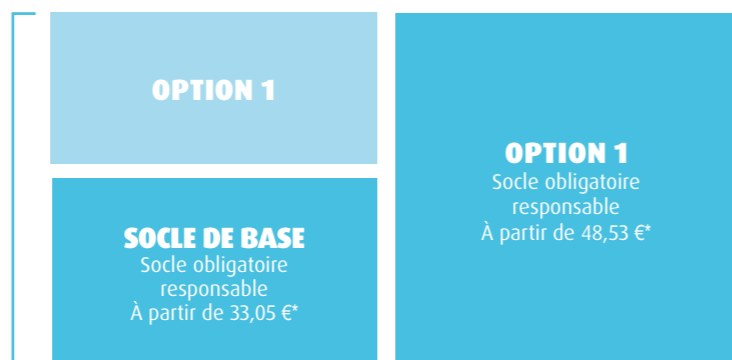 OPTION 1
SOCLE DE BASE
Socle obligatoire
responsable
À partir de 33,05 €*
OPTION 1
Socle obligatoire
responsable
À partir de 48,53 €*